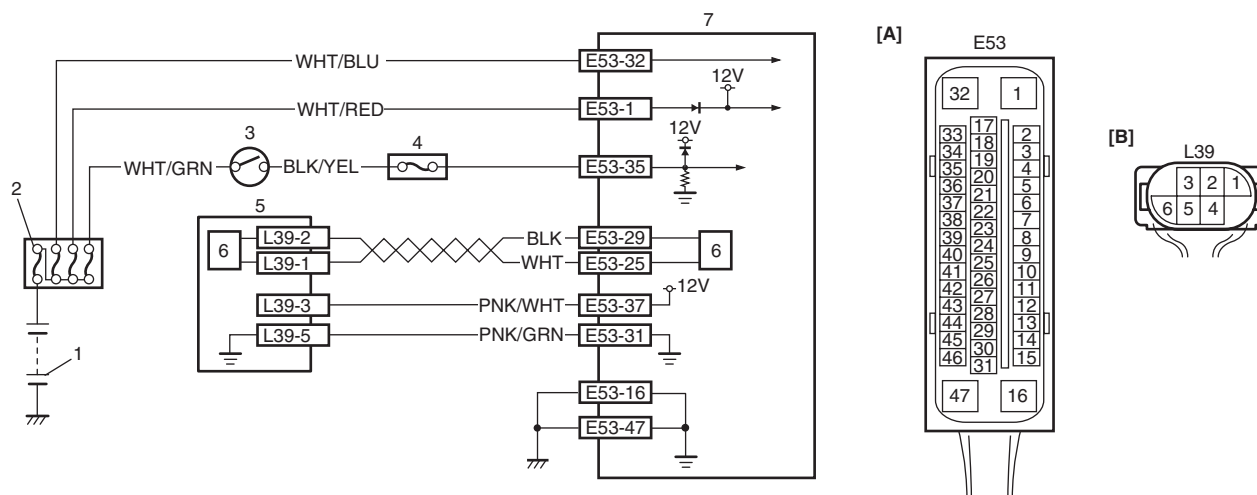 7
[A]
E53
WHT/BLU
E53-32
12V
WHT/RED
E53-1
3
4
12V
WHT/GRN
BLK/YEL
E53-35
2
5
6
L39-2
BLK
E53-29
6
L39-1
WHT
E53-25
12V
L39-3
PNK/WHT
E53-37
L39-5
PNK/GRN
E53-31
1
E53-16
E53-47
32 1
33 17 2
34 18 3
35 19 4
36 20 5
37 21 6
38 22 7
39 23 8
40 24 9
41 25 10
42 26 11
43 27 12
44 28 13
45 29 14
46 30 15
31
47 16
[B]
L39
3 2 1
6 5 4